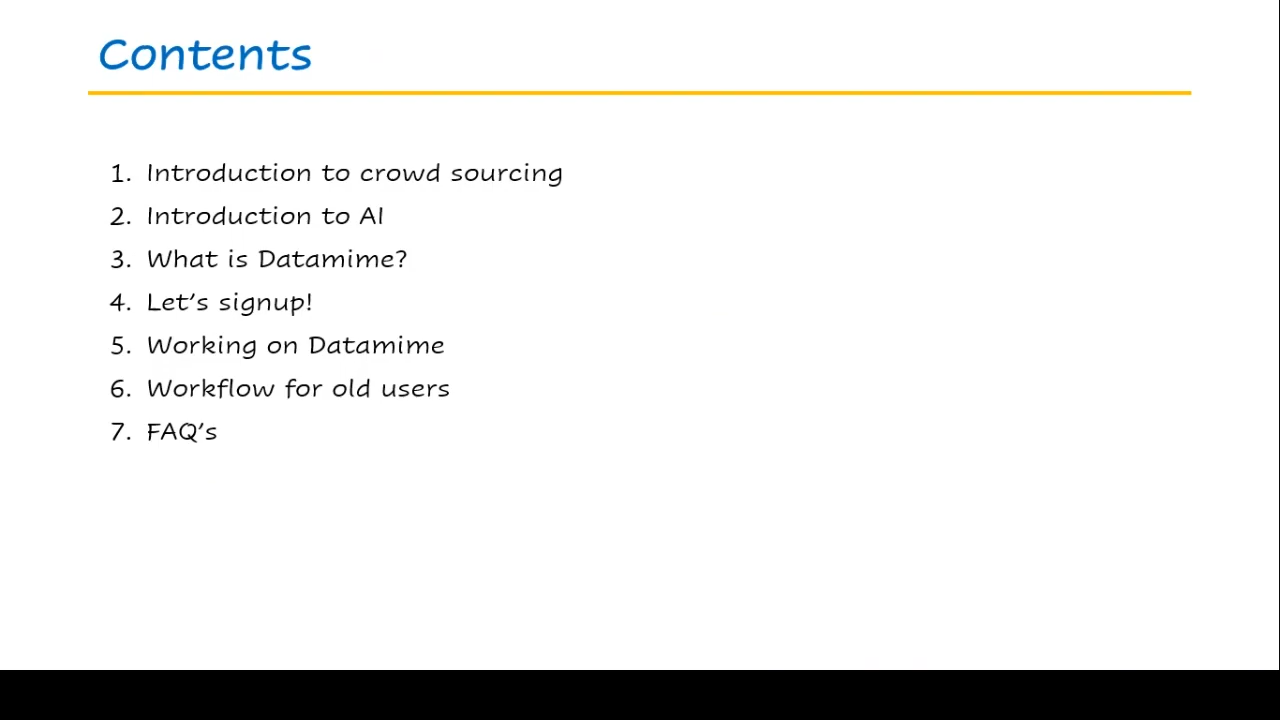 Contents
1. Introduction to crowd sourcing
2. Introduction to AI
3. What is Datamime?
4. Let's signup!
5. Working on Datamime
6. Workflow for old users
7. FAQ's